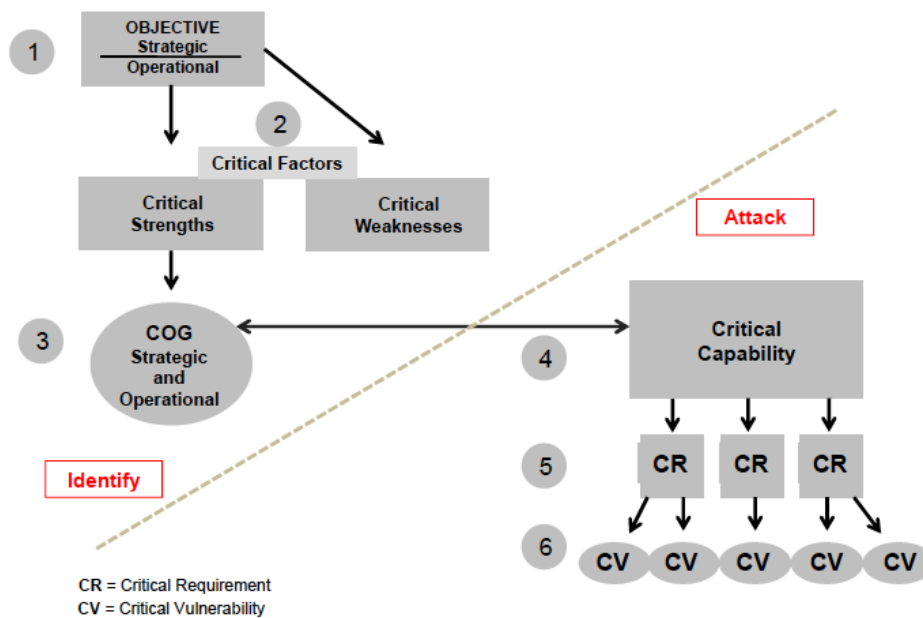 1
OBJECTIVE
Strategic
Operational
2
Critical Factors
Critical
Strengths
Critical
Weaknesses
Attack
3
COG
Strategic
and
Operational
4
Critical
Capability
Identify
5
CR
CR
CR
6
CV
CV
CV
CV
CV
CR = Critical Requirement
CV = Critical Vulnerability